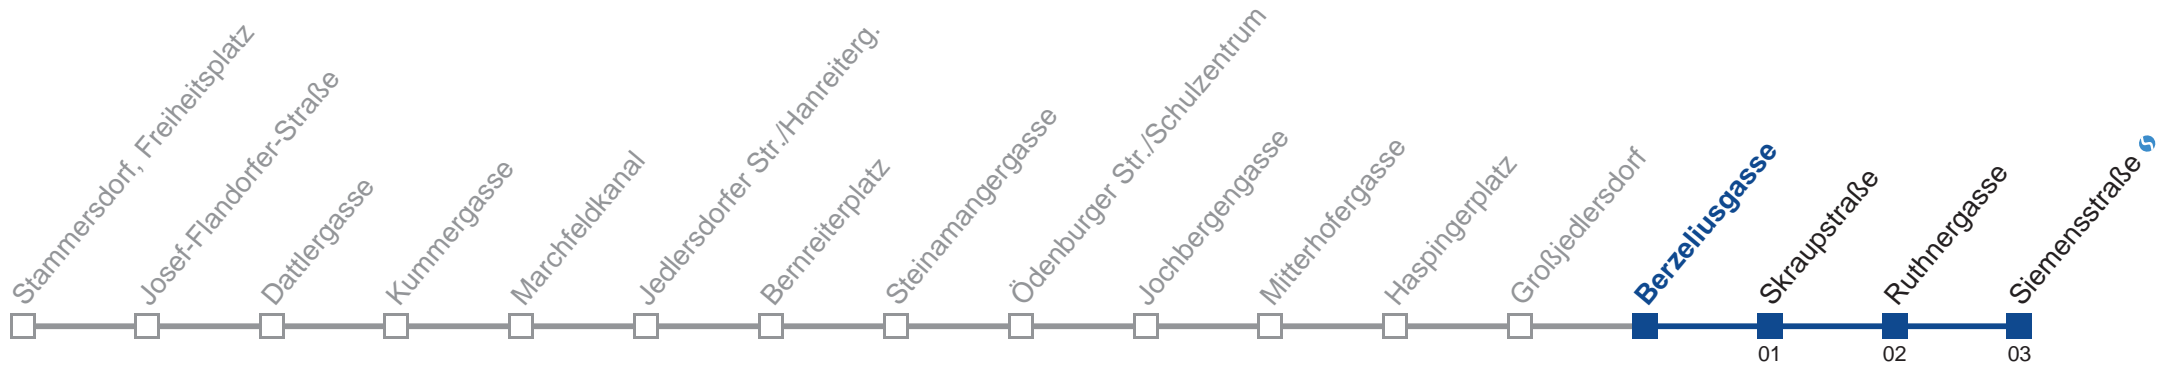 Stammersdorf, Freiheitsplatz
Josef-Flandorfer-Straße
Dattlergasse
Kummergasse
Marchfeldkanal
Jedlersdorfer Str./Hanreiterg.
Bernreiterplatz
Steinamangergasse
Ödenburger Str./Schulzentrum
Jochbergengasse
Mitterhofergasse
Haspingerplatz
Großjedlersdorf
Berzeliusgasse
Skraupstraße
Ruthnergasse
Siemensstraße
01
02
03